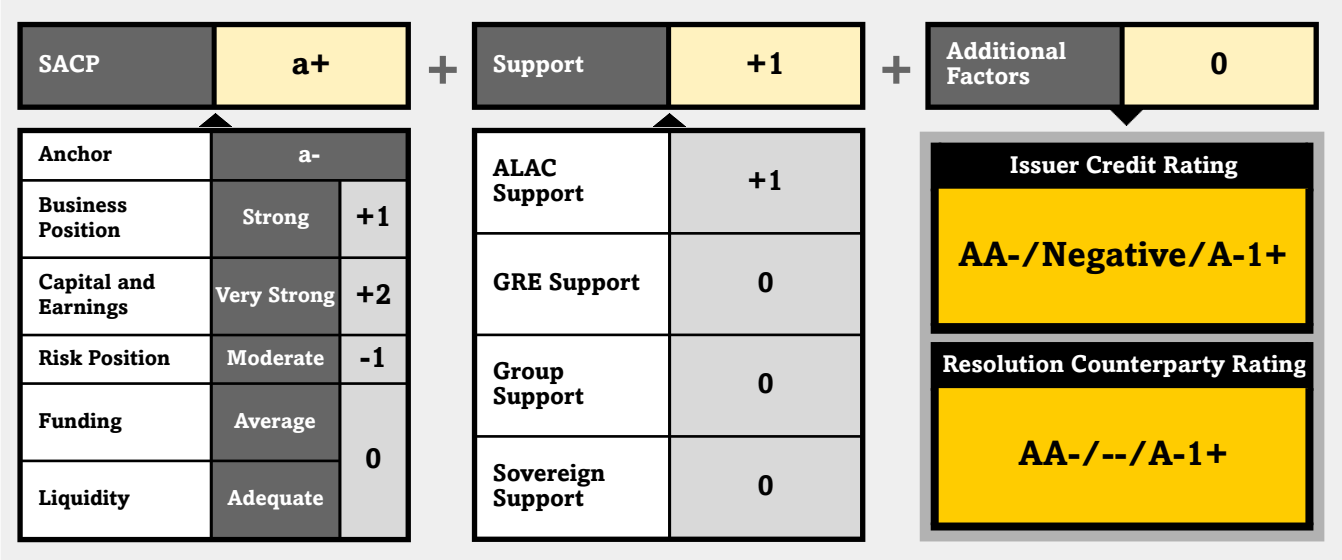 SACP
a+
+
Support
+1
+
Additional
Factors
0
Anchor
a-
Business
Position
Strong
+1
Capital and
Earnings
Very Strong
+2
Risk Position
Moderate
-1
Funding
Average
0
Liquidity
Adequate
ALAC
Support
+1
GRE Support
0
Group
Support
0
Sovereign
Support
0
Issuer Credit Rating
AA-/Negative/A-1+
Resolution Counterparty Rating
AA-/--/A-1+